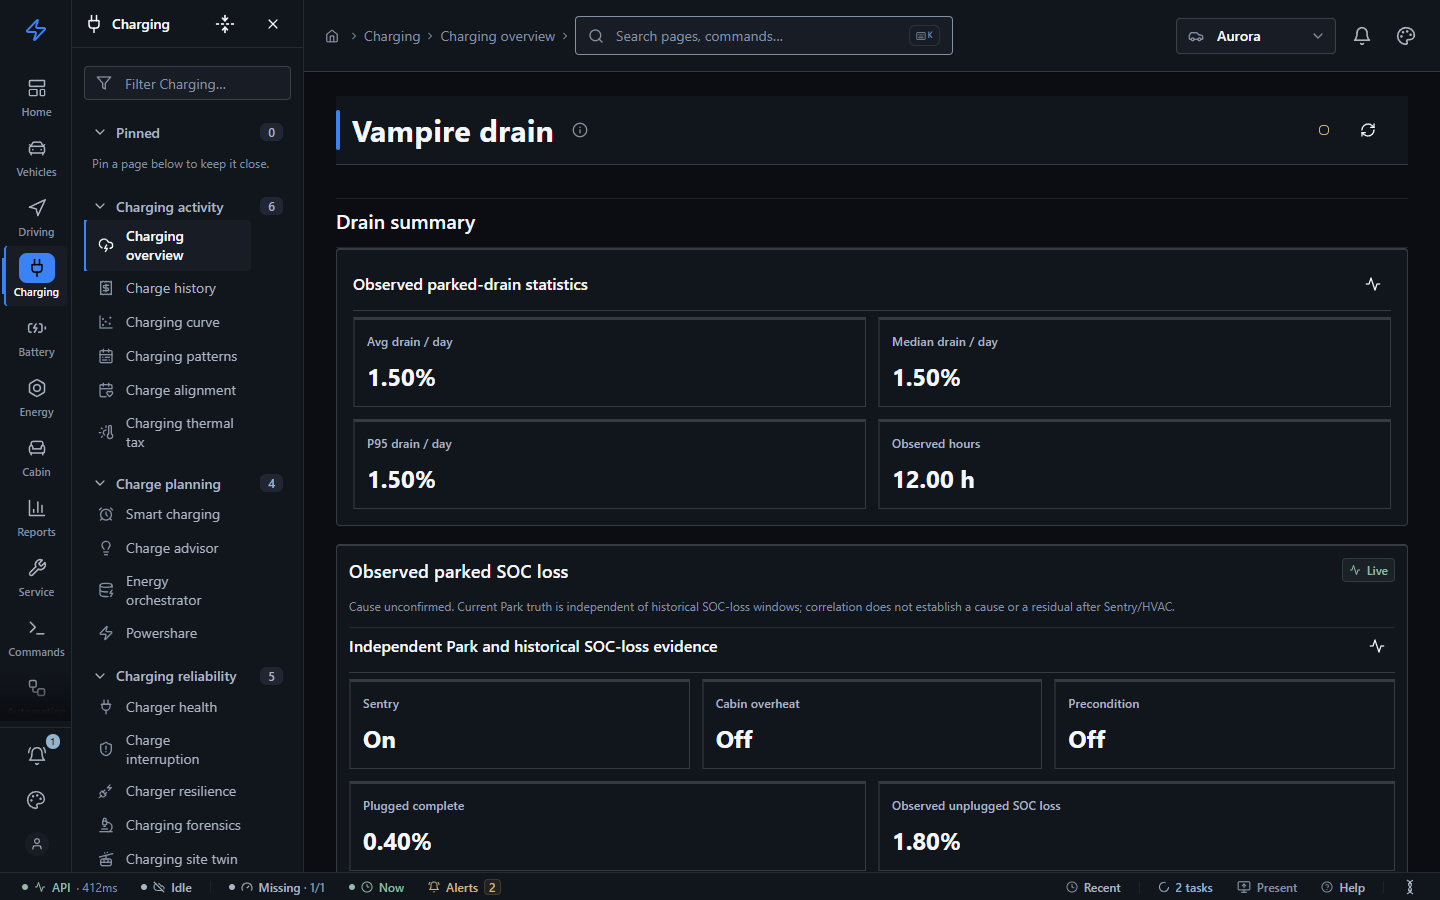 Home
Vehicles
Driving
Charging
Battery
Energy
Cabin
Reports
Service
Commands
1
Charging
Filter Charging...
Pinned
0
Pin a page below to keep it close.
Charging activity
6
Charging
overview
Charge history
Charging curve
Charging patterns
Charge alignment
Charging thermal
tax
Charge planning
4
Smart charging
Charge advisor
Energy
orchestrator
Powershare
Charging reliability
5
Charger health
Charge
interruption
Charger resilience
Charging forensics
Charging site twin
Charging
Charging overview
Search pages, commands...
K
Aurora
Vampire drain
Drain summary
Observed parked-drain statistics
Avg drain / day
1.50%
Median drain / day
1.50%
P95 drain / day
1.50%
Observed hours
12.00 h
Observed parked SOC loss
Live
Cause unconfirmed. Current Park truth is independent of historical SOC-loss windows; correlation does not establish a cause or a residual after Sentry/HVAC.
Independent Park and historical SOC-loss evidence
Sentry
On
Cabin overheat
Off
Precondition
Off
Plugged complete
0.40%
Observed unplugged SOC loss
1.80%
API · 412ms
Idle
Missing · 1/1
Now
Alerts 2
Recent
2 tasks
Present
Help